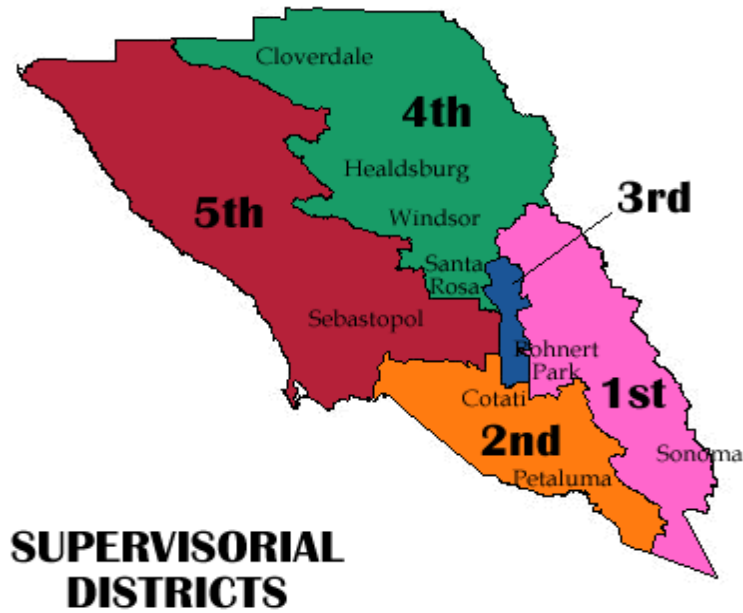 Cloverdale
4th
Healdsburg
3rd
5th
Windsor
Santa
Rosa
Sebastopol
Rohnert
Park
1st
Cotati
2nd
Sonoma
Petaluma
SUPERVISORIAL
DISTRICTS